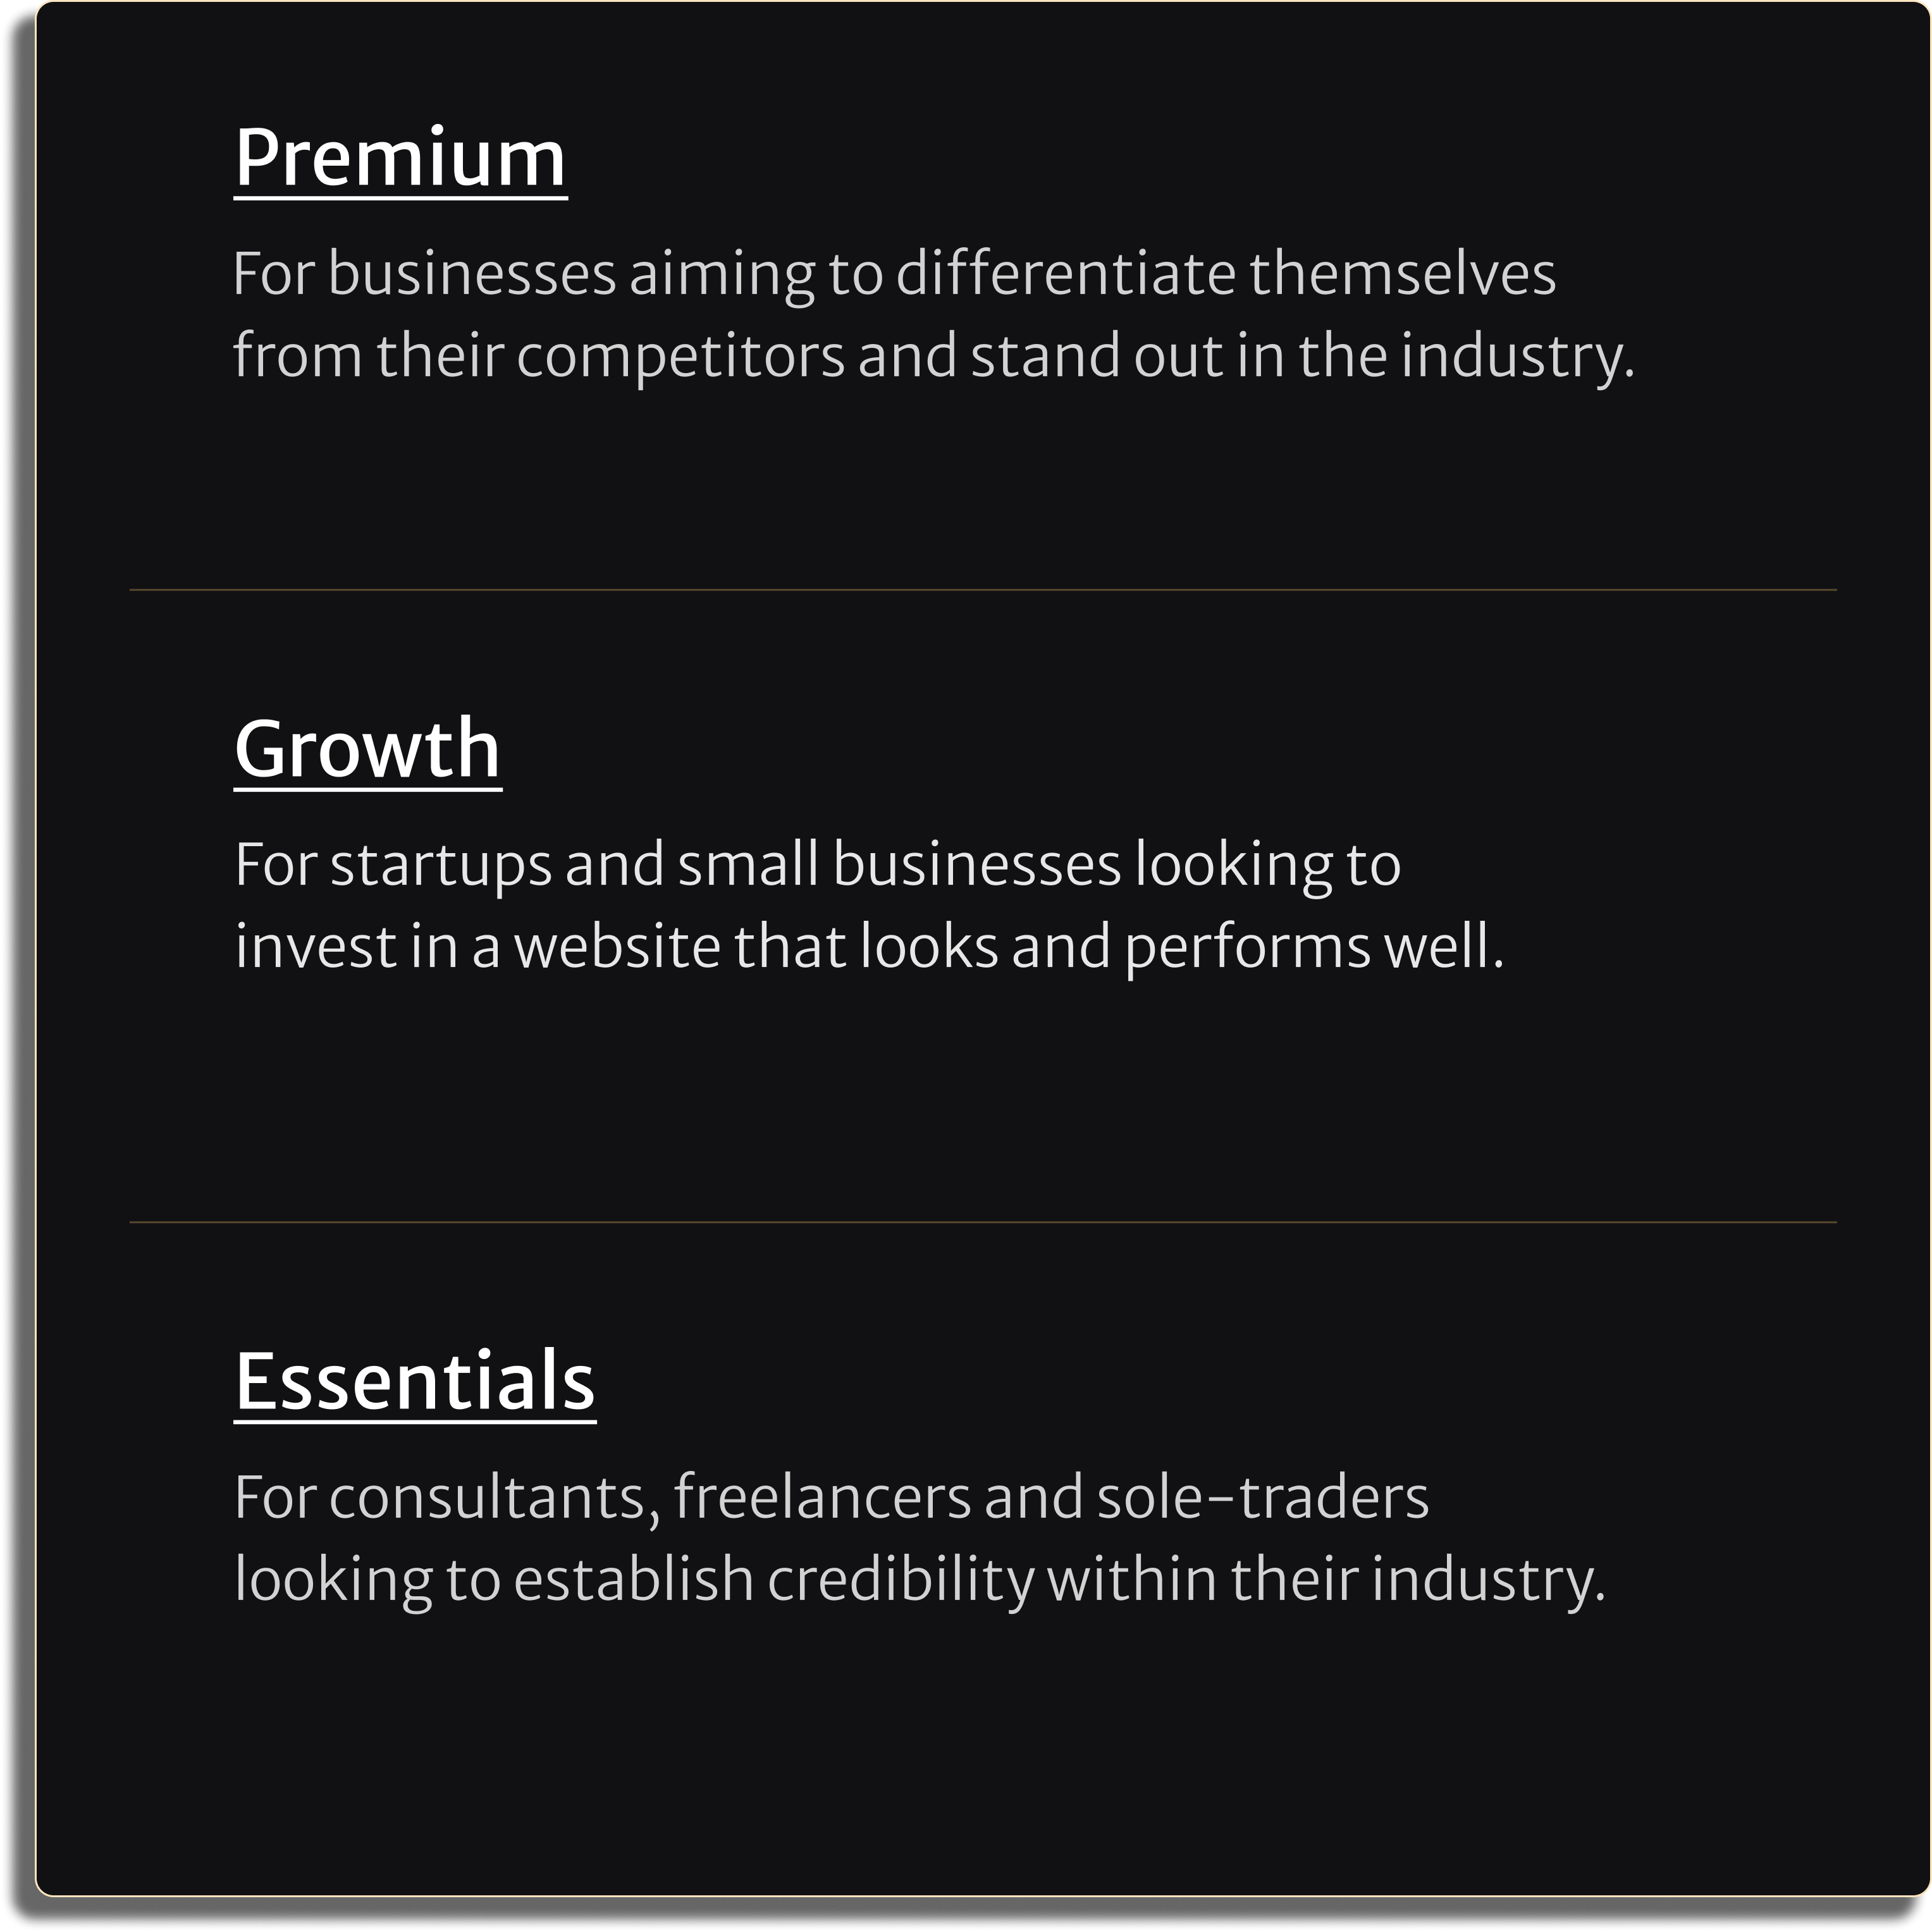 Premium
For businesses aiming to differentiate themselves
from their competitors and stand out in the industry.
Growth
For startups and small businesses looking to
invest in a website that looks and performs well.
Essentials
For consultants, freelancers and sole-traders
looking to establish credibility within their industry.